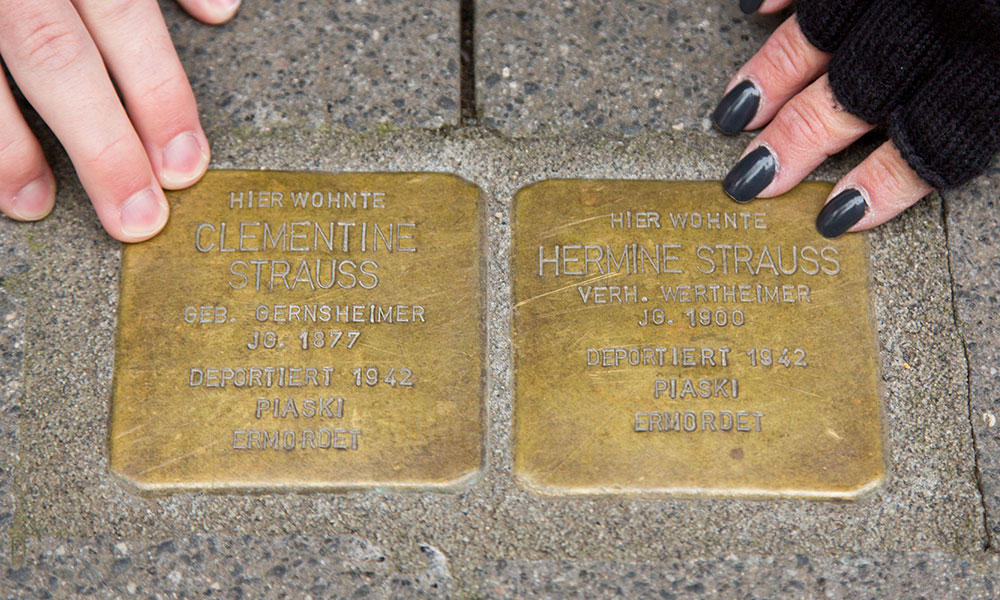 HIER WOHNTE
CLEMENTINE
STRAUSS
GEB. GERNSHEIMER
JG. 1877
DEPORTIERT 1942
PIASKI
ERMORDET
HIER WOHNTE
HERMINE STRAUSS
VERH. WERTHEIMER
JG. 1900
DEPORTIERT 1942
PIASKI
ERMORDET